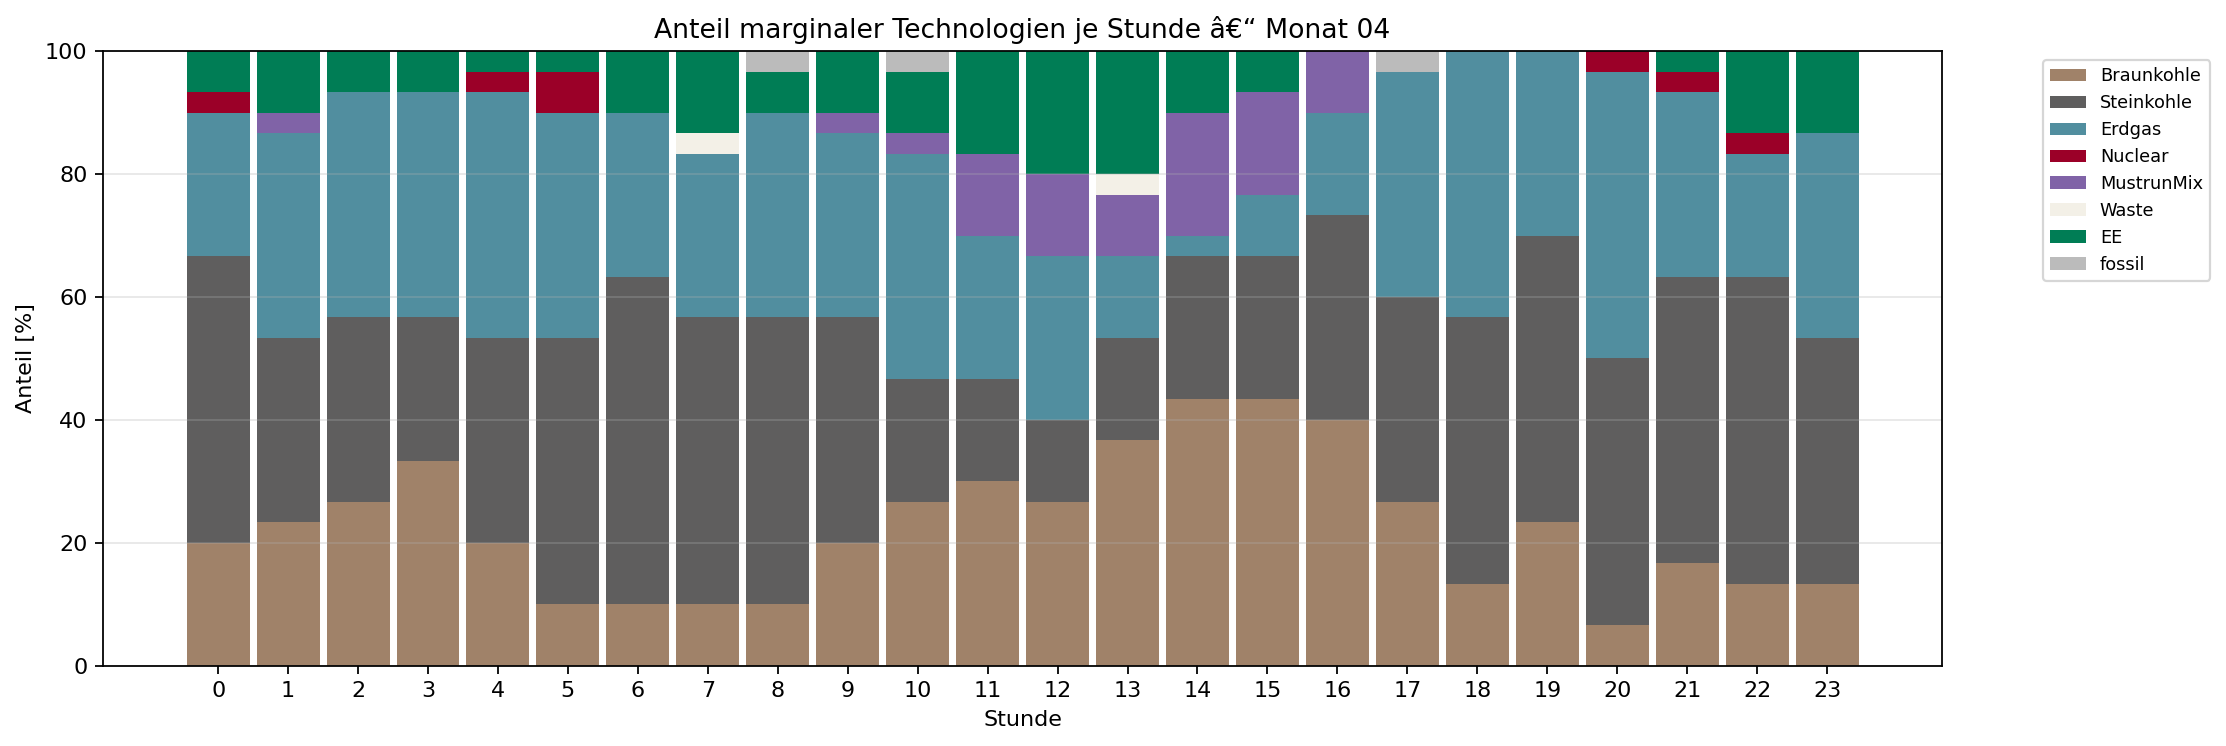 Anteil marginaler Technologien je Stunde â€“ Monat 04
100
80
60
40
20
0
Anteil [%]
0 1 2 3 4 5 6 7 8 9 10 11 12 13 14 15 16 17 18 19 20 21 22 23
Stunde
Braunkohle
Steinkohle
Erdgas
Nuclear
MustrunMix
Waste
EE
fossil